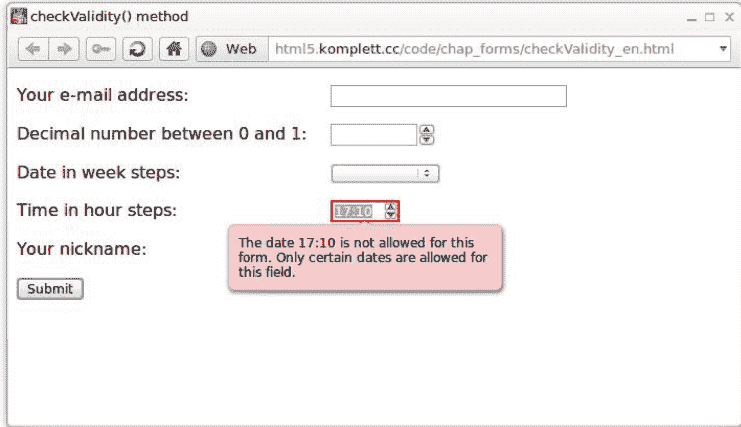 checkValidity() method
Web html5.komplett.cc/code/chap_forms/checkValidity_en.html
Your e-mail address:
Decimal number between 0 and 1:
Date in week steps:
Time in hour steps: 17:10
The date 17:10 is not allowed for this
form. Only certain dates are allowed for
this field.
Your nickname:
Submit